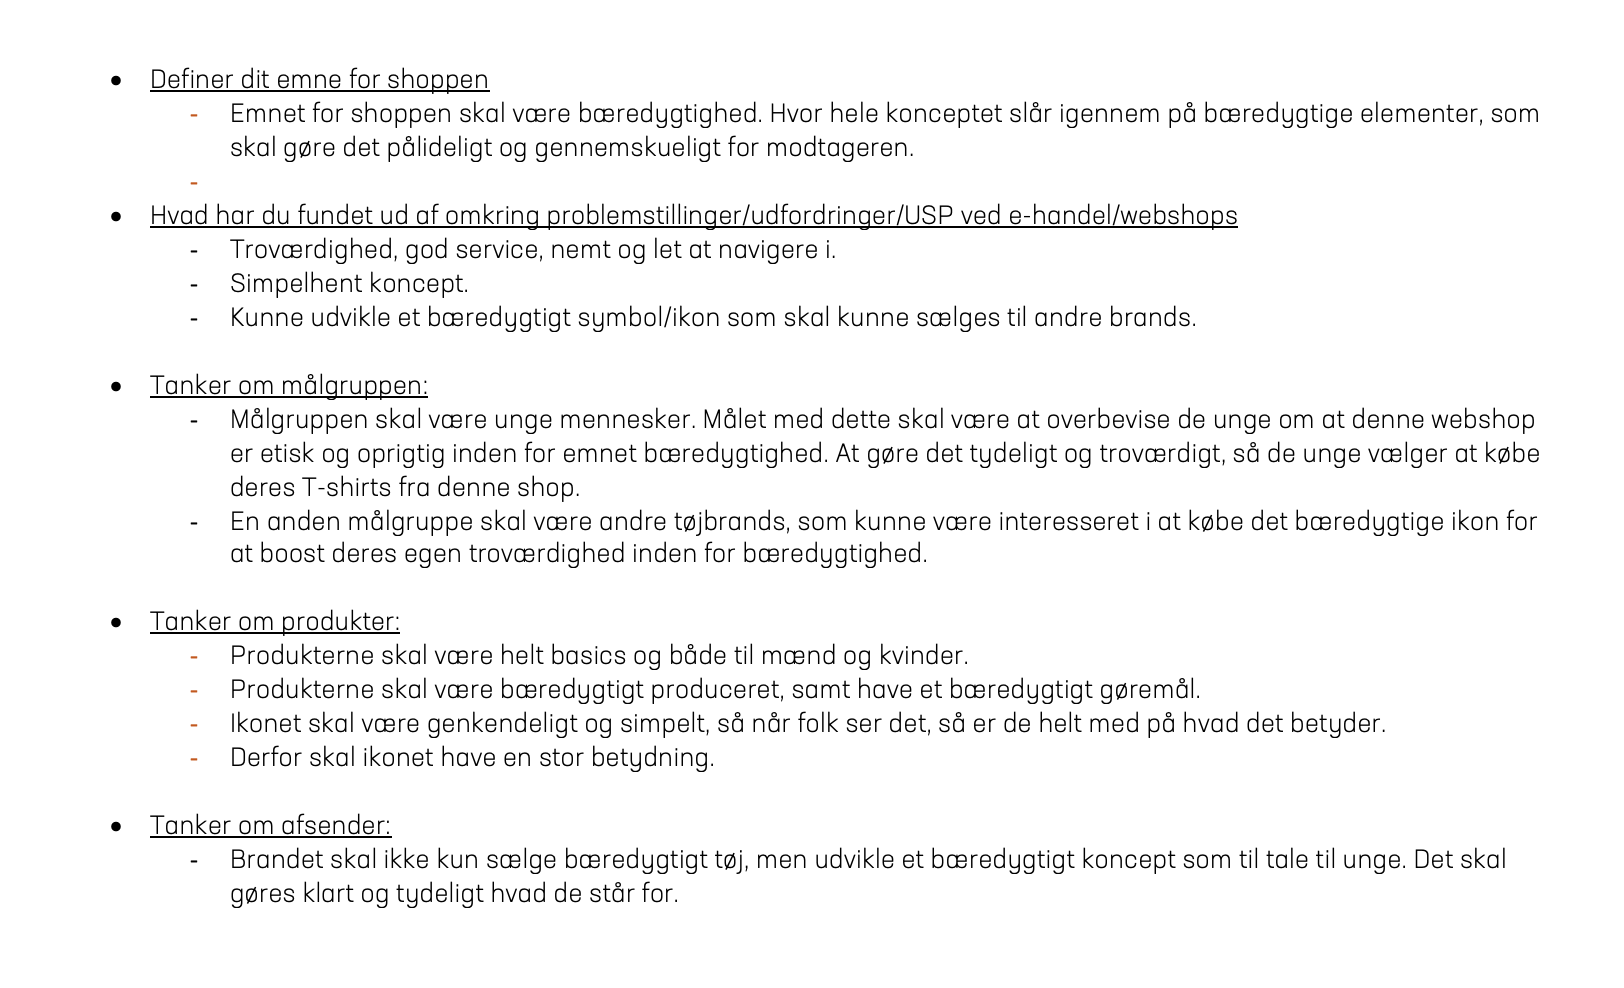 • Definer dit emne for shoppen
- Emnet for shoppen skal være bæredygtighed. Hvor hele konceptet slår igennem på bæredygtige elementer, som
skal gøre det pålideligt og gennemskueligt for modtageren.
-
• Hvad har du fundet ud af omkring problemstillinger/udfordringer/USP ved e-handel/webshops
- Troværdighed, god service, nemt og let at navigere i.
- Simpelhent koncept.
- Kunne udvikle et bæredygtigt symbol/ikon som skal kunne sælges til andre brands.
• Tanker om målgruppen:
- Målgruppen skal være unge mennesker. Målet med dette skal være at overbevise de unge om at denne webshop
er etisk og oprigtig inden for emnet bæredygtighed. At gøre det tydeligt og troværdigt, så de unge vælger at købe
deres T-shirts fra denne shop.
- En anden målgruppe skal være andre tøjbrands, som kunne være interesseret i at købe det bæredygtige ikon for
at boost deres egen troværdighed inden for bæredygtighed.
• Tanker om produkter:
- Produkterne skal være helt basics og både til mænd og kvinder.
- Produkterne skal være bæredygtigt produceret, samt have et bæredygtigt gøremål.
- Ikonet skal være genkendeligt og simpelt, så når folk ser det, så er de helt med på hvad det betyder.
- Derfor skal ikonet have en stor betydning.
• Tanker om afsender:
- Brandet skal ikke kun sælge bæredygtigt tøj, men udvikle et bæredygtigt koncept som til tale til unge. Det skal
gøres klart og tydeligt hvad de står for.